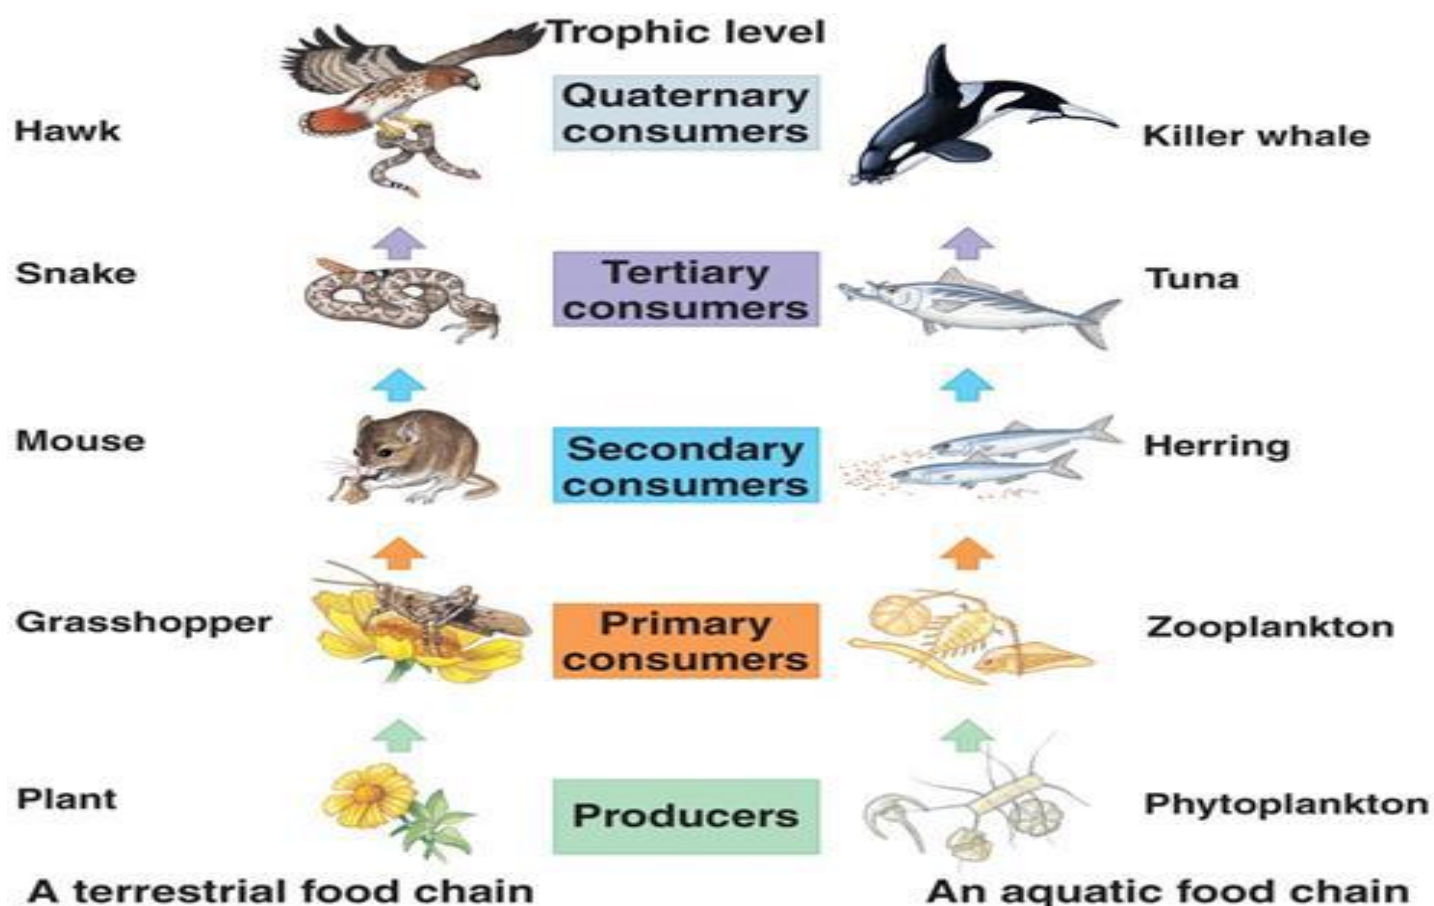 Trophic level
Hawk
Quaternary
consumers
Killer whale
Snake
Tertiary
consumers
Tuna
Mouse
Secondary
consumers
Herring
Grasshopper
Primary
consumers
Zooplankton
Plant
Producers
Phytoplankton
A terrestrial food chain
An aquatic food chain